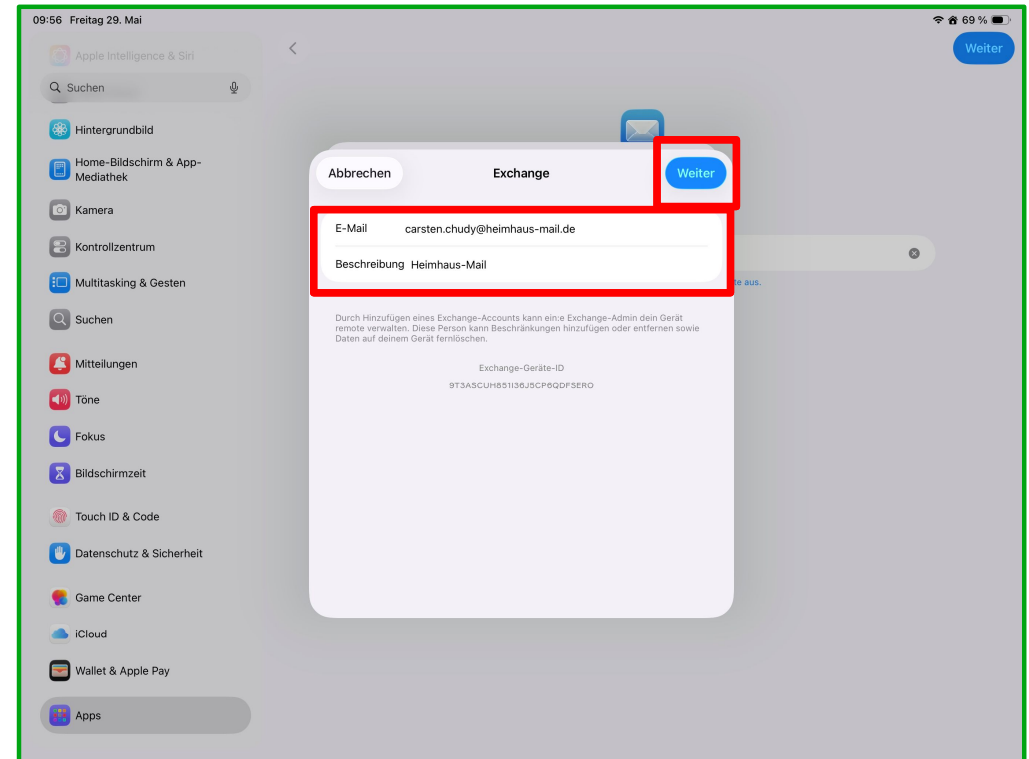 09:56 Freitag 29. Mai
69 %
Apple Intelligence & Siri
Weiter
Suchen
Hintergrundbild
Home-Bildschirm & App-
Mediathek
Kamera
Kontrollzentrum
Multitasking & Gesten
Suchen
Mitteilungen
Töne
Fokus
Bildschirmzeit
Touch ID & Code
Datenschutz & Sicherheit
Game Center
iCloud
Wallet & Apple Pay
Apps
Abbrechen
Exchange
Weiter
E-Mail carsten.chudy@heimhaus-mail.de
Beschreibung Heimhaus-Mail
te aus.
Durch Hinzufügen eines Exchange-Accounts kann ein:e Exchange-Admin dein Gerät
remote verwalten. Diese Person kann Beschränkungen hinzufügen oder entfernen sowie
Daten auf deinem Gerät fernlöschen.
Exchange-Geräte-ID
9T3ASCUH851I36J5CP6QDFSERO